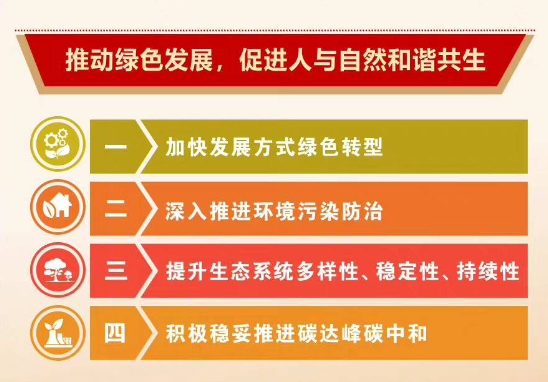 推动绿色发展，促进人与自然和谐共生
一 加快发展方式绿色转型
二 深入推进环境污染防治
三 提升生态系统多样性、稳定性、持续性
四 积极稳妥推进碳达峰碳中和